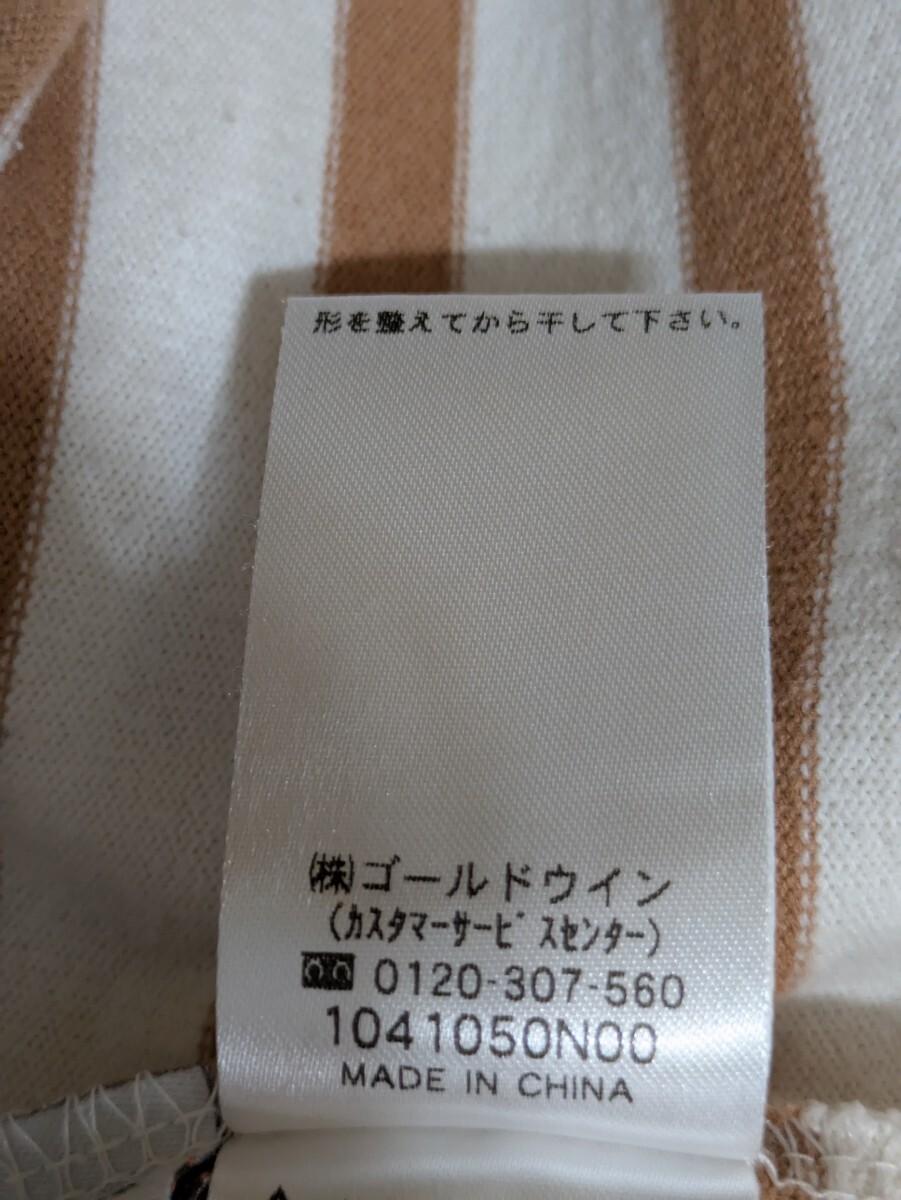 形を整えてから干して下さい。
(株)ゴールドウイン
(カスタマーサービスセンター)
0120-307-560
1041050N00
MADE IN CHINA